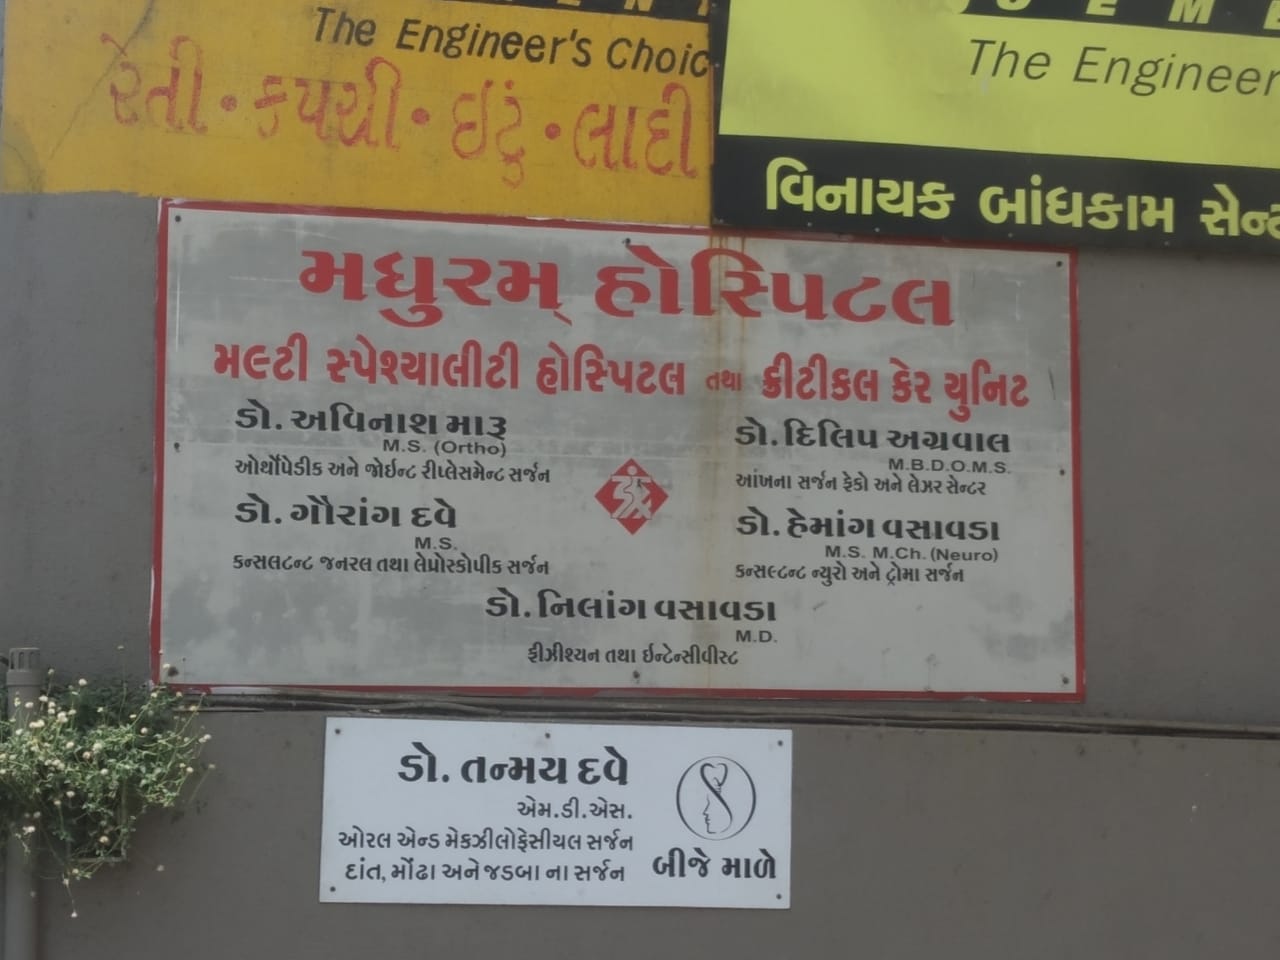 The Engineer's Choic
રેતી • કપચી • ઈંટું • લાદી
The Engineer
વિનાયક બાંધકામ સેન્ટ
મધુરમ્ હોસ્પિટલ
મલ્ટી સ્પેશ્યાલીટી હોસ્પિટલ તથા ક્રીટીકલ કેર યુનિટ
ડો. અવિનાશ મારૂ
M.S. (Ortho)
ઓર્થોપેડીક અને જોઈન્ટ રીપ્લેસમેન્ટ સર્જન
ડો. ગૌરાંગ દવે
M.S.
કન્સલટન્ટ જનરલ તથા લેપ્રોસ્કોપીક સર્જન
ડો. દિલિપ અગ્રવાલ
M.B.D.O.M.S.
આંખના સર્જન ફેકો અને લેઝર સેન્ટર
ડો. હેમાંગ વસાવડા
M.S. M.Ch. (Neuro)
કન્સલ્ટન્ટ ન્યુરો અને ટ્રોમા સર્જન
ડો. નિલાંગ વસાવડા
M.D.
ફીઝીશ્યન તથા ઇન્ટેન્સીવીસ્ટ
ડો. તન્મય દવે
એમ.ડી.એસ.
ઓરલ એન્ડ મેકઝીલોફેસીયલ સર્જન
દાંત, મોંઢા અને જડબા ના સર્જન
બીજે માળે